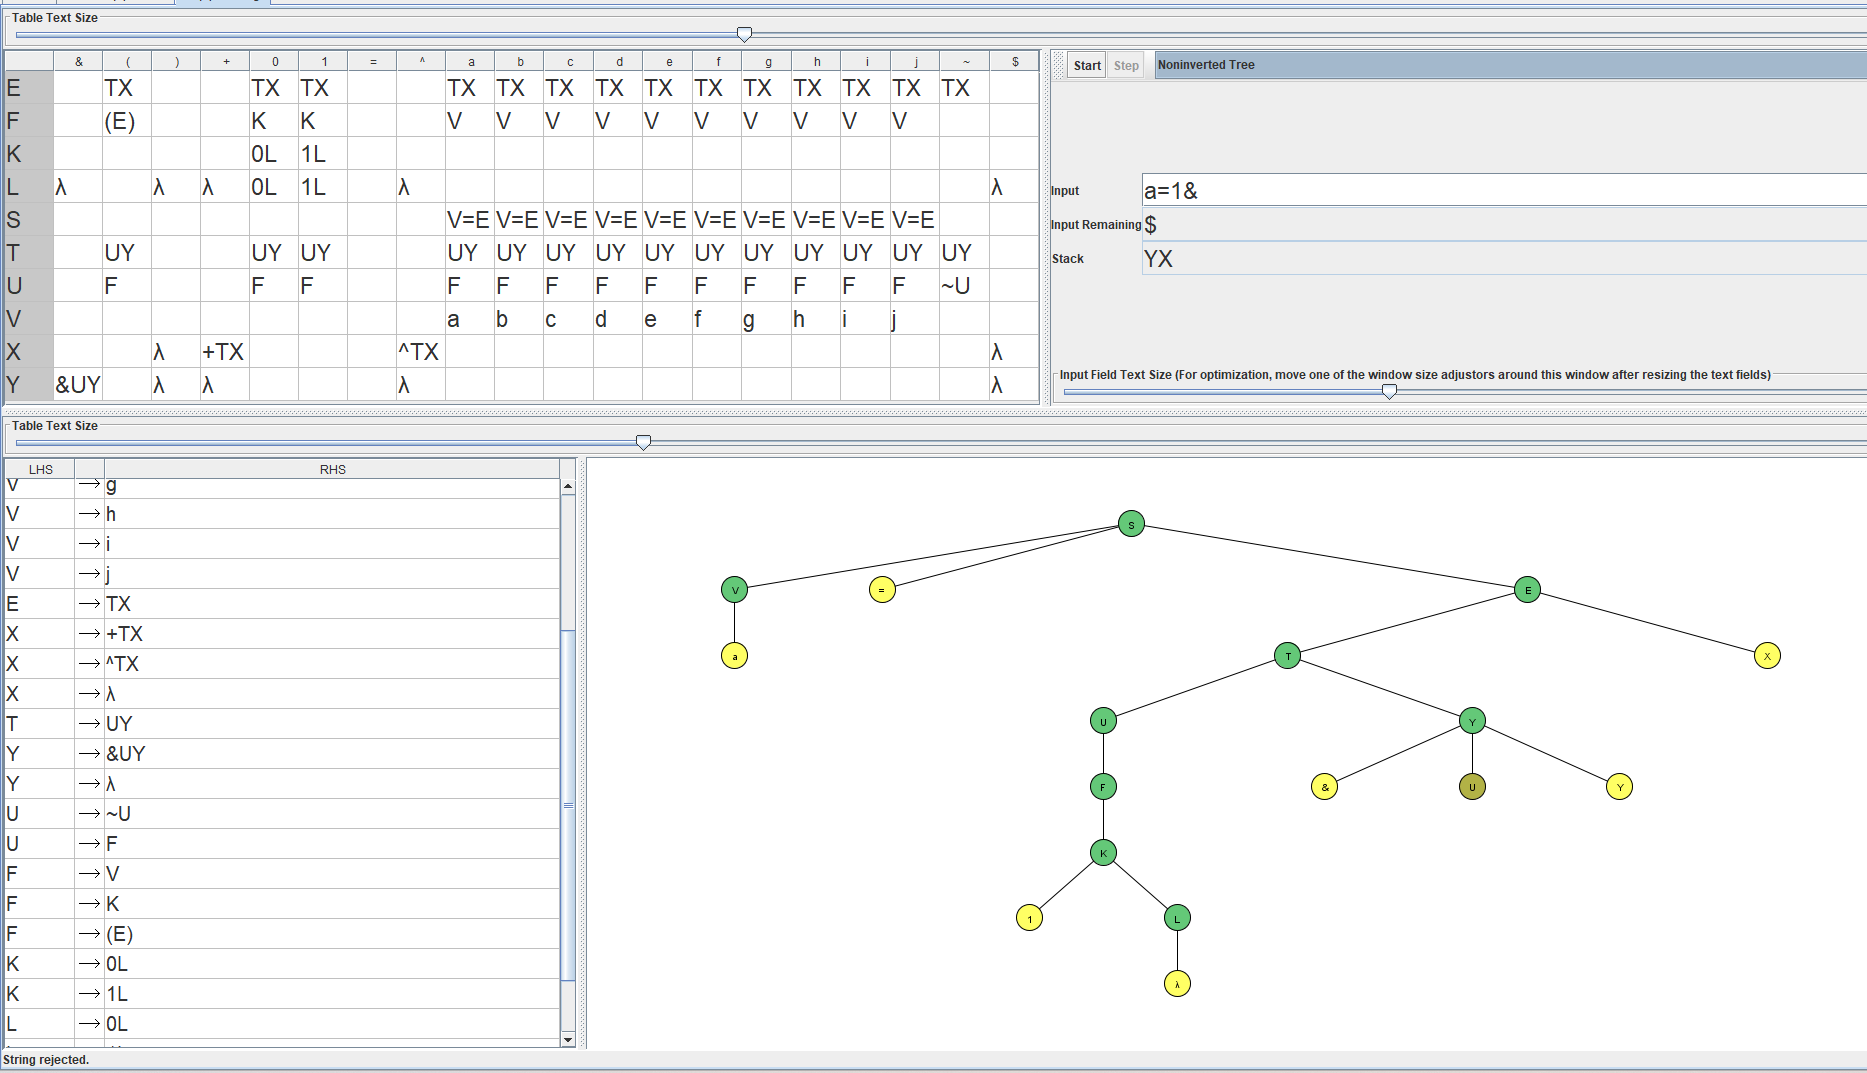 Table Text Size
& ( ) + 0 1 = ^ a b c d e f g h i j ~ $
E TX TX TX TX TX TX TX TX TX TX TX TX TX TX
F (E) K K V V V V V V V V V V
K 0L 1L
L λ λ λ 0L 1L λ λ
S V=E V=E V=E V=E V=E V=E V=E V=E V=E V=E
T UY UY UY UY UY UY UY UY UY UY UY UY UY UY
U F F F F F F F F F F F F F ~U
V a b c d e f g h i j
X λ +TX ^TX λ
Y &UY λ λ λ λ
Start Step Noninverted Tree
Input a=1&
Input Remaining $
Stack YX
Input Field Text Size (For optimization, move one of the window size adjustors around this window after resizing the text fields)
Table Text Size
LHS RHS
V → g
V → h
V → i
V → j
E → TX
X → +TX
X → ^TX
X → λ
T → UY
Y → &UY
Y → λ
U → ~U
U → F
F → V
F → K
F → (E)
K → 0L
K → 1L
L → 0L
S
V = E
a T X
U Y
F & U Y
K
1 L
λ
String rejected.